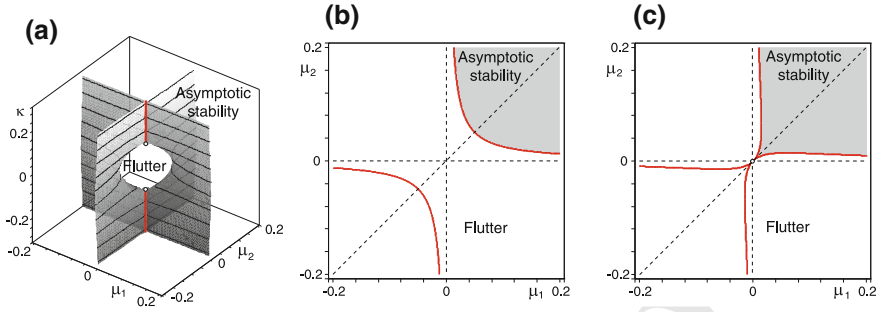 (a)
Asymptotic
stability
κ
0.2
0
-0.2
Flutter
-0.2
0
μ1
0.2
-0.2
0
μ2
0.2
(b)
0.2
μ2
Asymptotic
stability
0
Flutter
-0.2
-0.2
0
μ1
0.2
(c)
0.2
μ2
Asymptotic
stability
0
Flutter
-0.2
-0.2
0
μ1
0.2